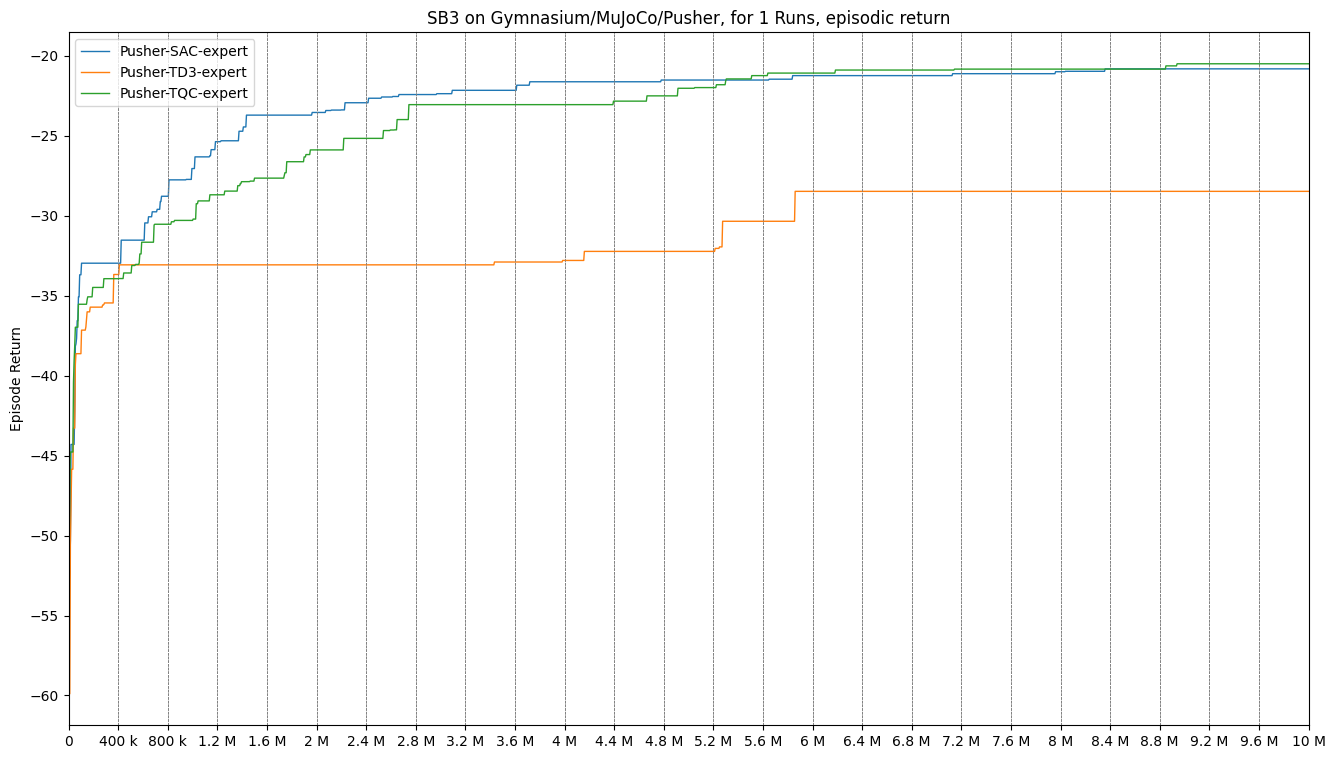 SB3 on Gymnasium/MuJoCo/Pusher, for 1 Runs, episodic return
Pusher-SAC-expert
Pusher-TD3-expert
Pusher-TQC-expert
Episode Return
−20
−25
−30
−35
−40
−45
−50
−55
−60
0 400 k 800 k 1.2 M 1.6 M 2 M 2.4 M 2.8 M 3.2 M 3.6 M 4 M 4.4 M 4.8 M 5.2 M 5.6 M 6 M 6.4 M 6.8 M 7.2 M 7.6 M 8 M 8.4 M 8.8 M 9.2 M 9.6 M 10 M